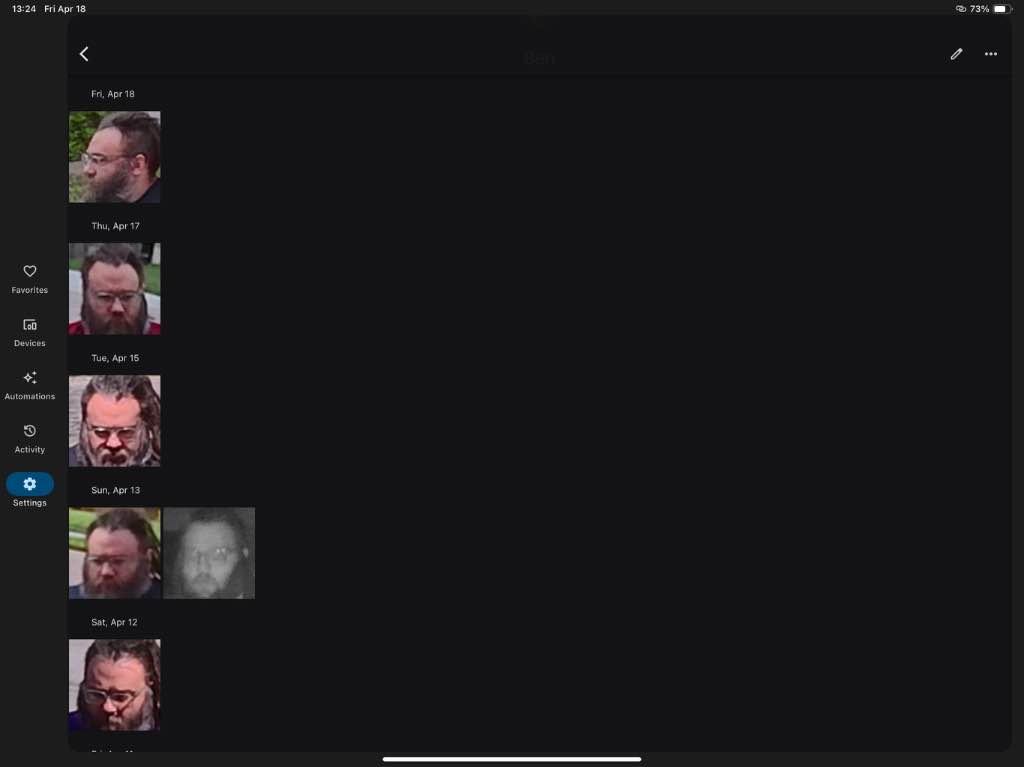 13:24 Fri Apr 18
73%
Ben
Fri, Apr 18
Thu, Apr 17
Favorites
Devices
Tue, Apr 15
Automations
Activity
Sun, Apr 13
Settings
Sat, Apr 12